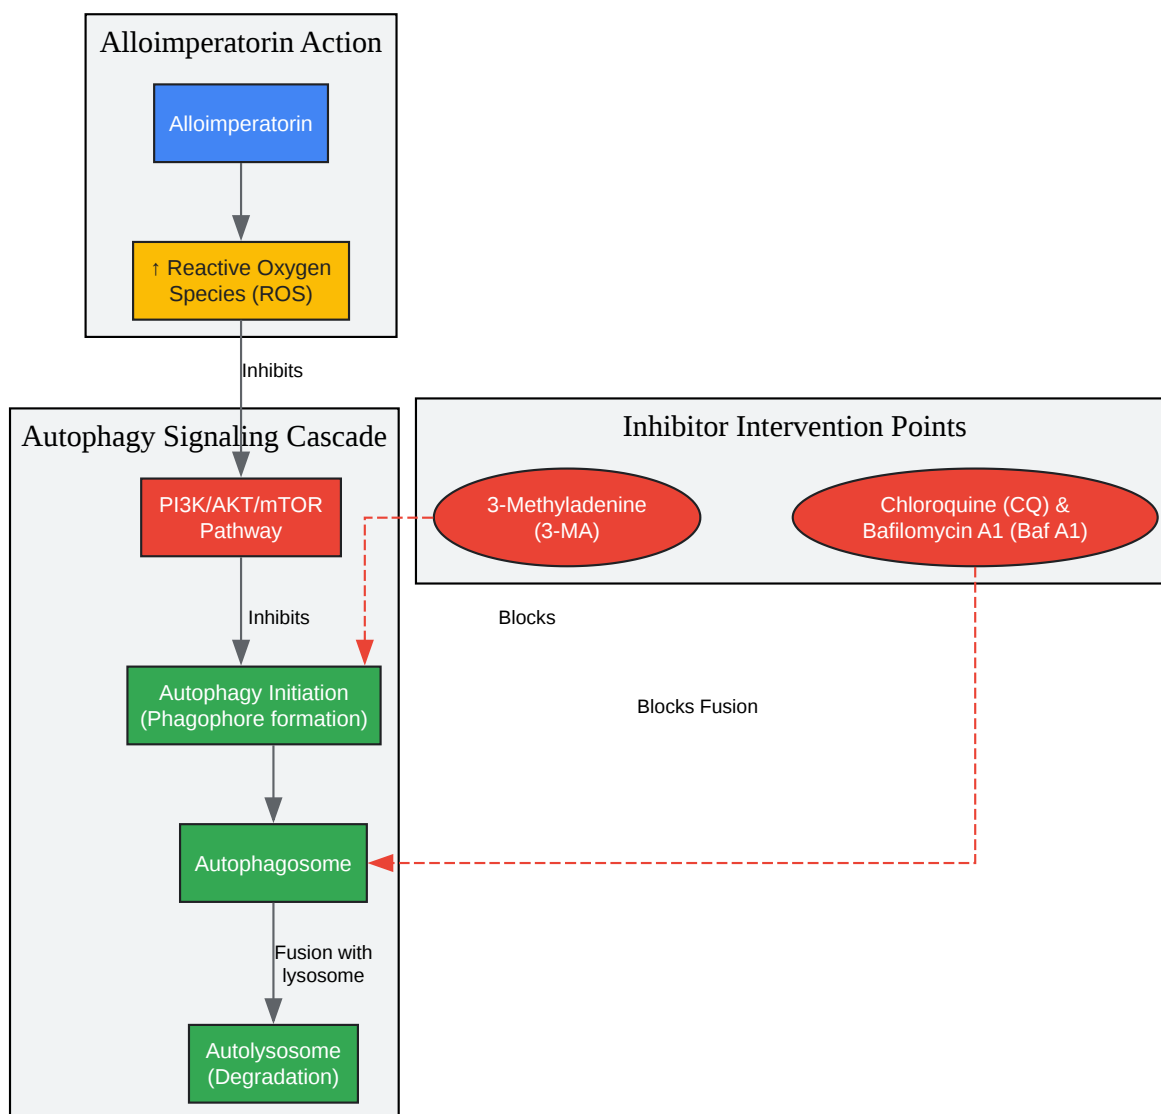 Alloimperatorin Action
Alloimperatorin
↑ Reactive Oxygen
Species (ROS)
Inhibits
Autophagy Signaling Cascade
PI3K/AKT/mTOR
Pathway
Inhibits
Autophagy Initiation
(Phagophore formation)
Autophagosome
Fusion with
lysosome
Autolysosome
(Degradation)
Inhibitor Intervention Points
3-Methyladenine
(3-MA)
Chloroquine (CQ) &
Bafilomycin A1 (Baf A1)
Blocks
Blocks Fusion